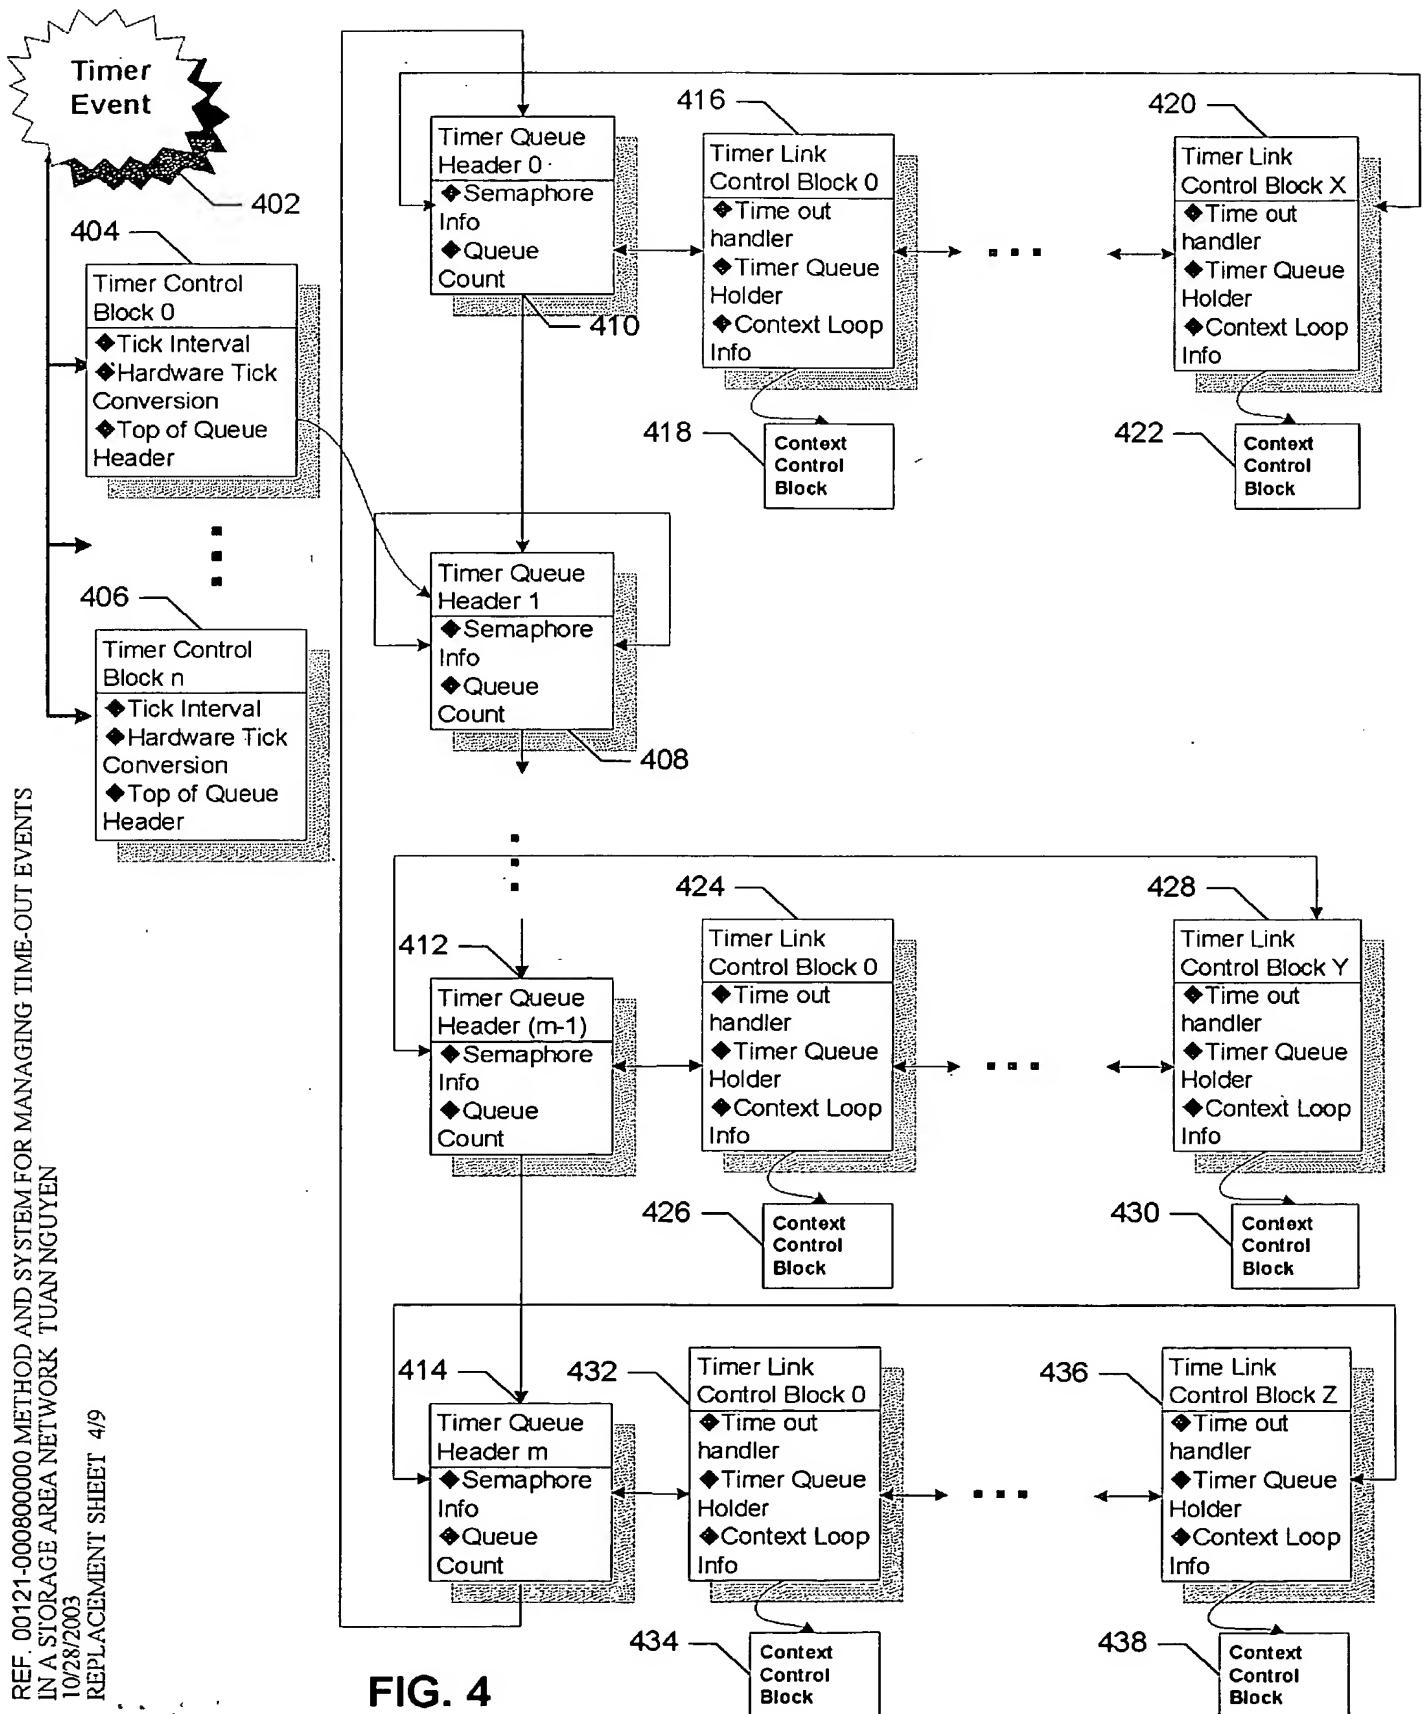 Timer
Event
402
404
Timer Control
Block 0
◆Tick Interval
◆Hardware Tick
Conversion
◆Top of Queue
Header
406
Timer Control
Block n
◆Tick Interval
◆Hardware Tick
Conversion
◆Top of Queue
Header
Timer Queue
Header 0
◆Semaphore
Info
◆Queue
Count
410
416
Timer Link
Control Block 0
◆Time out
handler
◆Timer Queue
Holder
◆Context Loop
Info
418
Context
Control
Block
420
Timer Link
Control Block X
◆Time out
handler
◆Timer Queue
Holder
◆Context Loop
Info
422
Context
Control
Block
Timer Queue
Header 1
◆Semaphore
Info
◆Queue
Count
408
412
Timer Queue
Header (m-1)
◆Semaphore
Info
◆Queue
Count
424
Timer Link
Control Block 0
◆Time out
handler
◆Timer Queue
Holder
◆Context Loop
Info
426
Context
Control
Block
428
Timer Link
Control Block Y
◆Time out
handler
◆Timer Queue
Holder
◆Context Loop
Info
430
Context
Control
Block
414
Timer Queue
Header m
◆Semaphore
Info
◆Queue
Count
432
Timer Link
Control Block 0
◆Time out
handler
◆Timer Queue
Holder
◆Context Loop
Info
434
Context
Control
Block
436
Time Link
Control Block Z
◆Time out
handler
◆Timer Queue
Holder
◆Context Loop
Info
438
Context
Control
Block
FIG. 4
REF. 00121-000800000 METHOD AND SYSTEM FOR MANAGING TIME-OUT EVENTS
IN A STORAGE AREA NETWORK TUAN NGUYEN
10/28/2003
REPLACEMENT SHEET 4/9